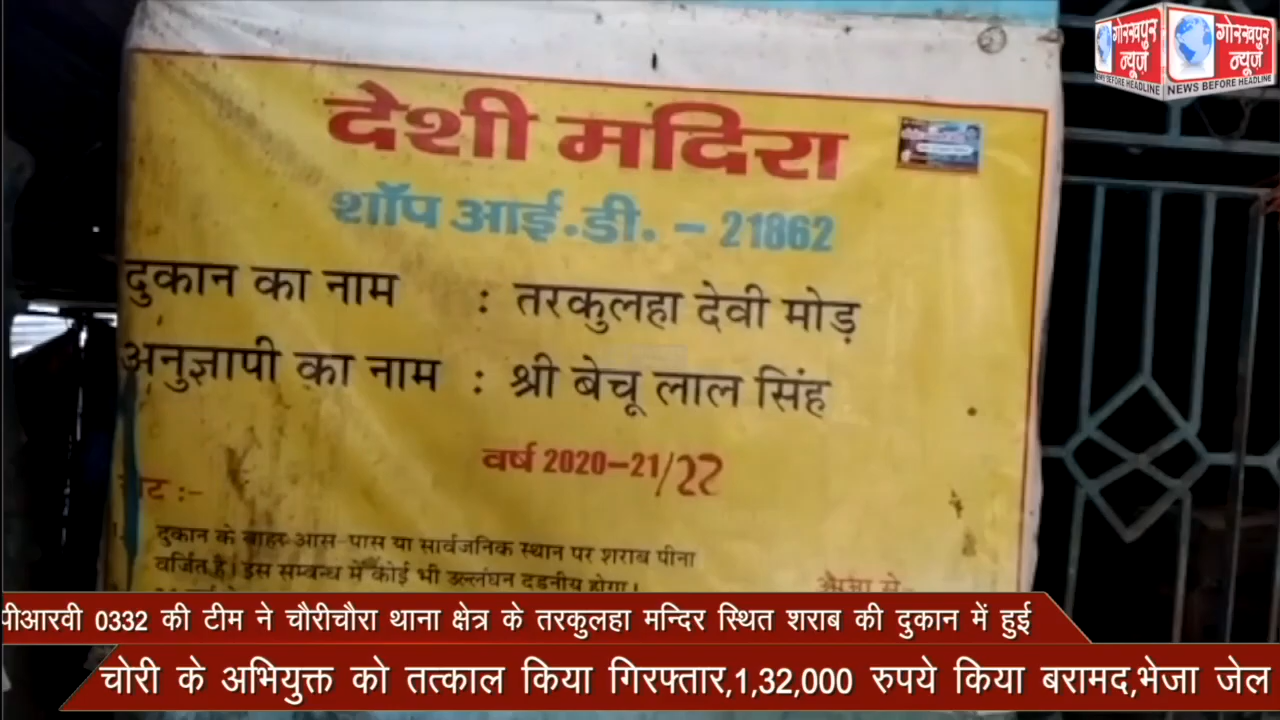 गोरखपुर न्यूज़
NEWS BEFORE HEADLINE
गोरखपुर न्यूज़
NEWS BEFORE HEADLINE
देशी मदिरा
शॉप आई.डी. - 21862
दुकान का नाम : तरकुलहा देवी मोड़
अनुज्ञापी का नाम : श्री बेचू लाल सिंह
वर्ष 2020-21/22
दुकान के बाहर आस-पास या सार्वजनिक स्थान पर शराब पीना
वर्जित है। इस सम्बन्ध में कोई भी उल्लंघन दडनीय होगा।
पीआरवी 0332 की टीम ने चौरीचौरा थाना क्षेत्र के तरकुलहा मन्दिर स्थित शराब की दुकान में हुई
चोरी के अभियुक्त को तत्काल किया गिरफ्तार,1,32,000 रुपये किया बरामद,भेजा जेल